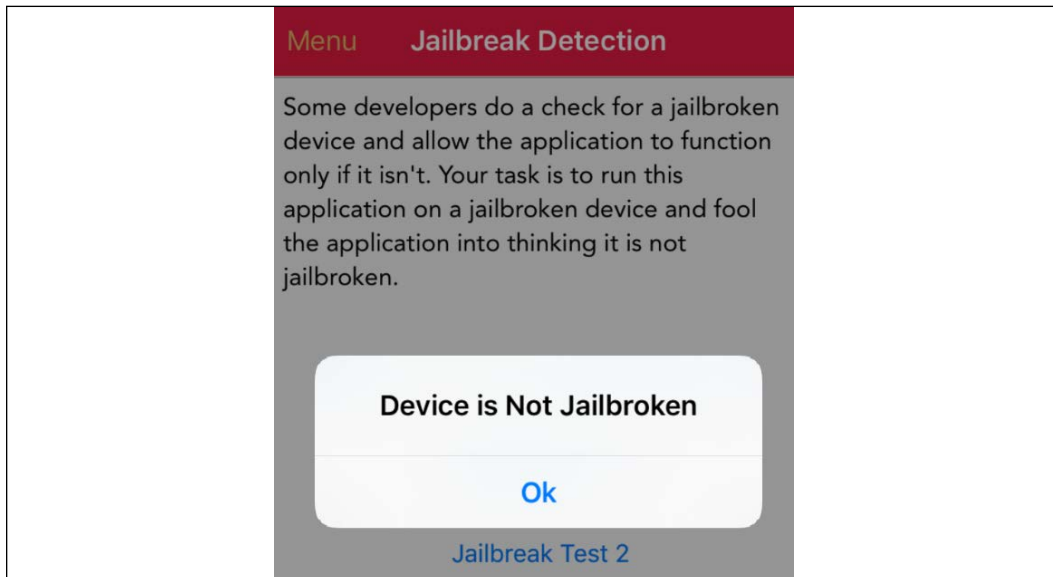 Menu
Jailbreak Detection
Some developers do a check for a jailbroken
device and allow the application to function
only if it isn't. Your task is to run this
application on a jailbroken device and fool
the application into thinking it is not
jailbroken.
Device is Not Jailbroken
Ok
Jailbreak Test 2